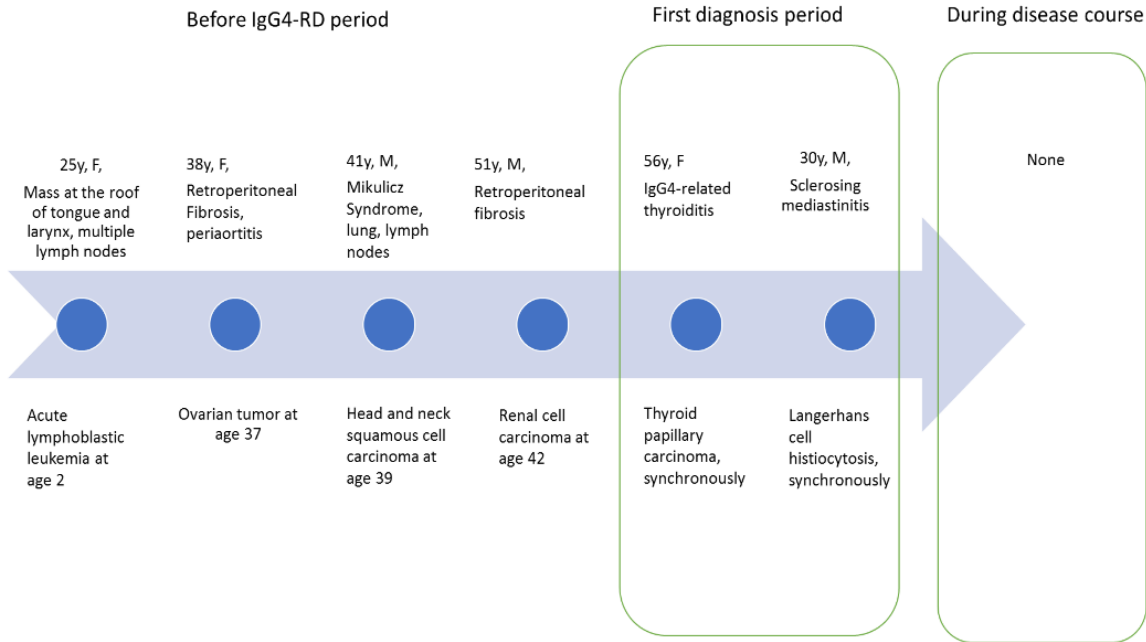 Before IgG4-RD period
First diagnosis period
During disease course
25y, F,
Mass at the roof
of tongue and
larynx, multiple
lymph nodes
38y, F,
Retroperitoneal
Fibrosis,
periaortitis
41y, M,
Mikulicz
Syndrome,
lung, lymph
nodes
51y, M,
Retroperitoneal
fibrosis
56y, F
IgG4-related
thyroiditis
30y, M,
Sclerosing
mediastinitis
None
Acute
lymphoblastic
leukemia at
age 2
Ovarian tumor at
age 37
Head and neck
squamous cell
carcinoma at
age 39
Renal cell
carcinoma at
age 42
Thyroid
papillary
carcinoma,
synchronously
Langerhans
cell
histiocytosis,
synchronously